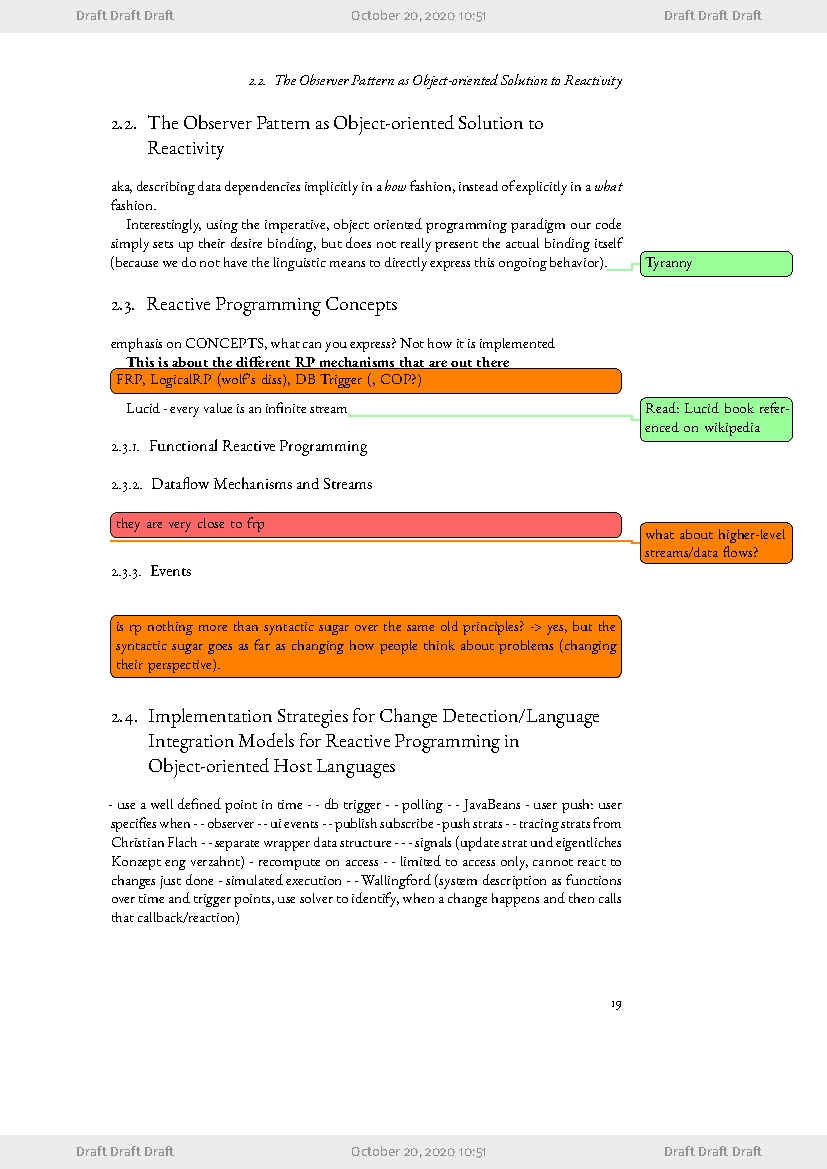 Draft Draft Draft October 20, 2020 10:51 Draft Draft Draft
2.2. The Observer Pattern as Object-oriented Solution to Reactivity
2.2. The Observer Pattern as Object-oriented Solution to
Reactivity
aka, describing data dependencies implicitly in a how fashion, instead of explicitly in a what
fashion.
Interestingly, using the imperative, object oriented programming paradigm our code
simply sets up their desire binding, but does not really present the actual binding itself
(because we do not have the linguistic means to directly express this ongoing behavior).
Tyranny
2.3. Reactive Programming Concepts
emphasis on CONCEPTS, what can you express? Not how it is implemented
This is about the different RP mechanisms that are out there
FRP, LogicalRP (wolf's diss), DB Trigger (, COP?)
Lucid - every value is an infinite stream
Read: Lucid book refer-
enced on wikipedia
2.3.1. Functional Reactive Programming
2.3.2. Dataflow Mechanisms and Streams
they are very close to frp
what about higher-level
streams/data flows?
2.3.3. Events
is rp nothing more than syntactic sugar over the same old principles? -> yes, but the
syntactic sugar goes as far as changing how people think about problems (changing
their perspective).
2.4. Implementation Strategies for Change Detection/Language
Integration Models for Reactive Programming in
Object-oriented Host Languages
- use a well defined point in time - - db trigger - - polling - - JavaBeans - user push: user
specifies when - - observer - - ui events - - publish subscribe - push strats - - tracing strats from
Christian Flach - - separate wrapper data structure - - - signals (update strat und eigentliches
Konzept eng verzahnt) - recompute on access - - limited to access only, cannot react to
changes just done - simulated execution - - Wallingford (system description as functions
over time and trigger points, use solver to identify, when a change happens and then calls
that callback/reaction)
19
Draft Draft Draft October 20, 2020 10:51 Draft Draft Draft